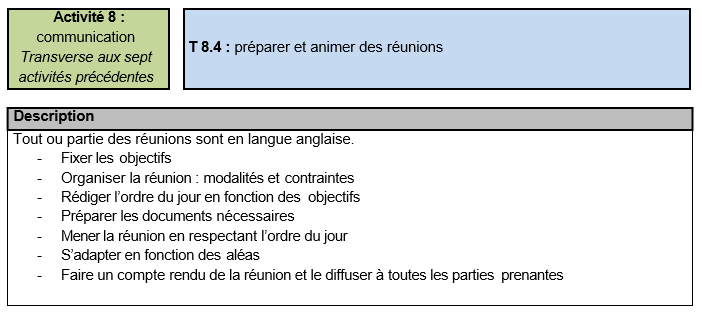 Activité 8 :
communication
Transverse aux sept
activités précédentes
T 8.4 : préparer et animer des réunions
Description
Tout ou partie des réunions sont en langue anglaise.
- Fixer les objectifs
- Organiser la réunion : modalités et contraintes
- Rédiger l’ordre du jour en fonction des objectifs
- Préparer les documents nécessaires
- Mener la réunion en respectant l’ordre du jour
- S’adapter en fonction des aléas
- Faire un compte rendu de la réunion et le diffuser à toutes les parties prenantes